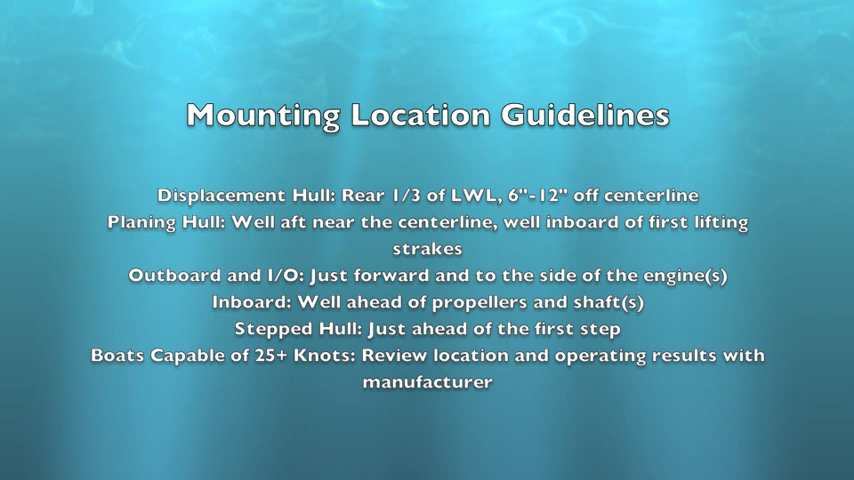 Mounting Location Guidelines
Displacement Hull: Rear 1/3 of LWL, 6"-12" off centerline
Planing Hull: Well aft near the centerline, well inboard of first lifting
strakes
Outboard and I/O: Just forward and to the side of the engine(s)
Inboard: Well ahead of propellers and shaft(s)
Stepped Hull: Just ahead of the first step
Boats Capable of 25+ Knots: Review location and operating results with
manufacturer